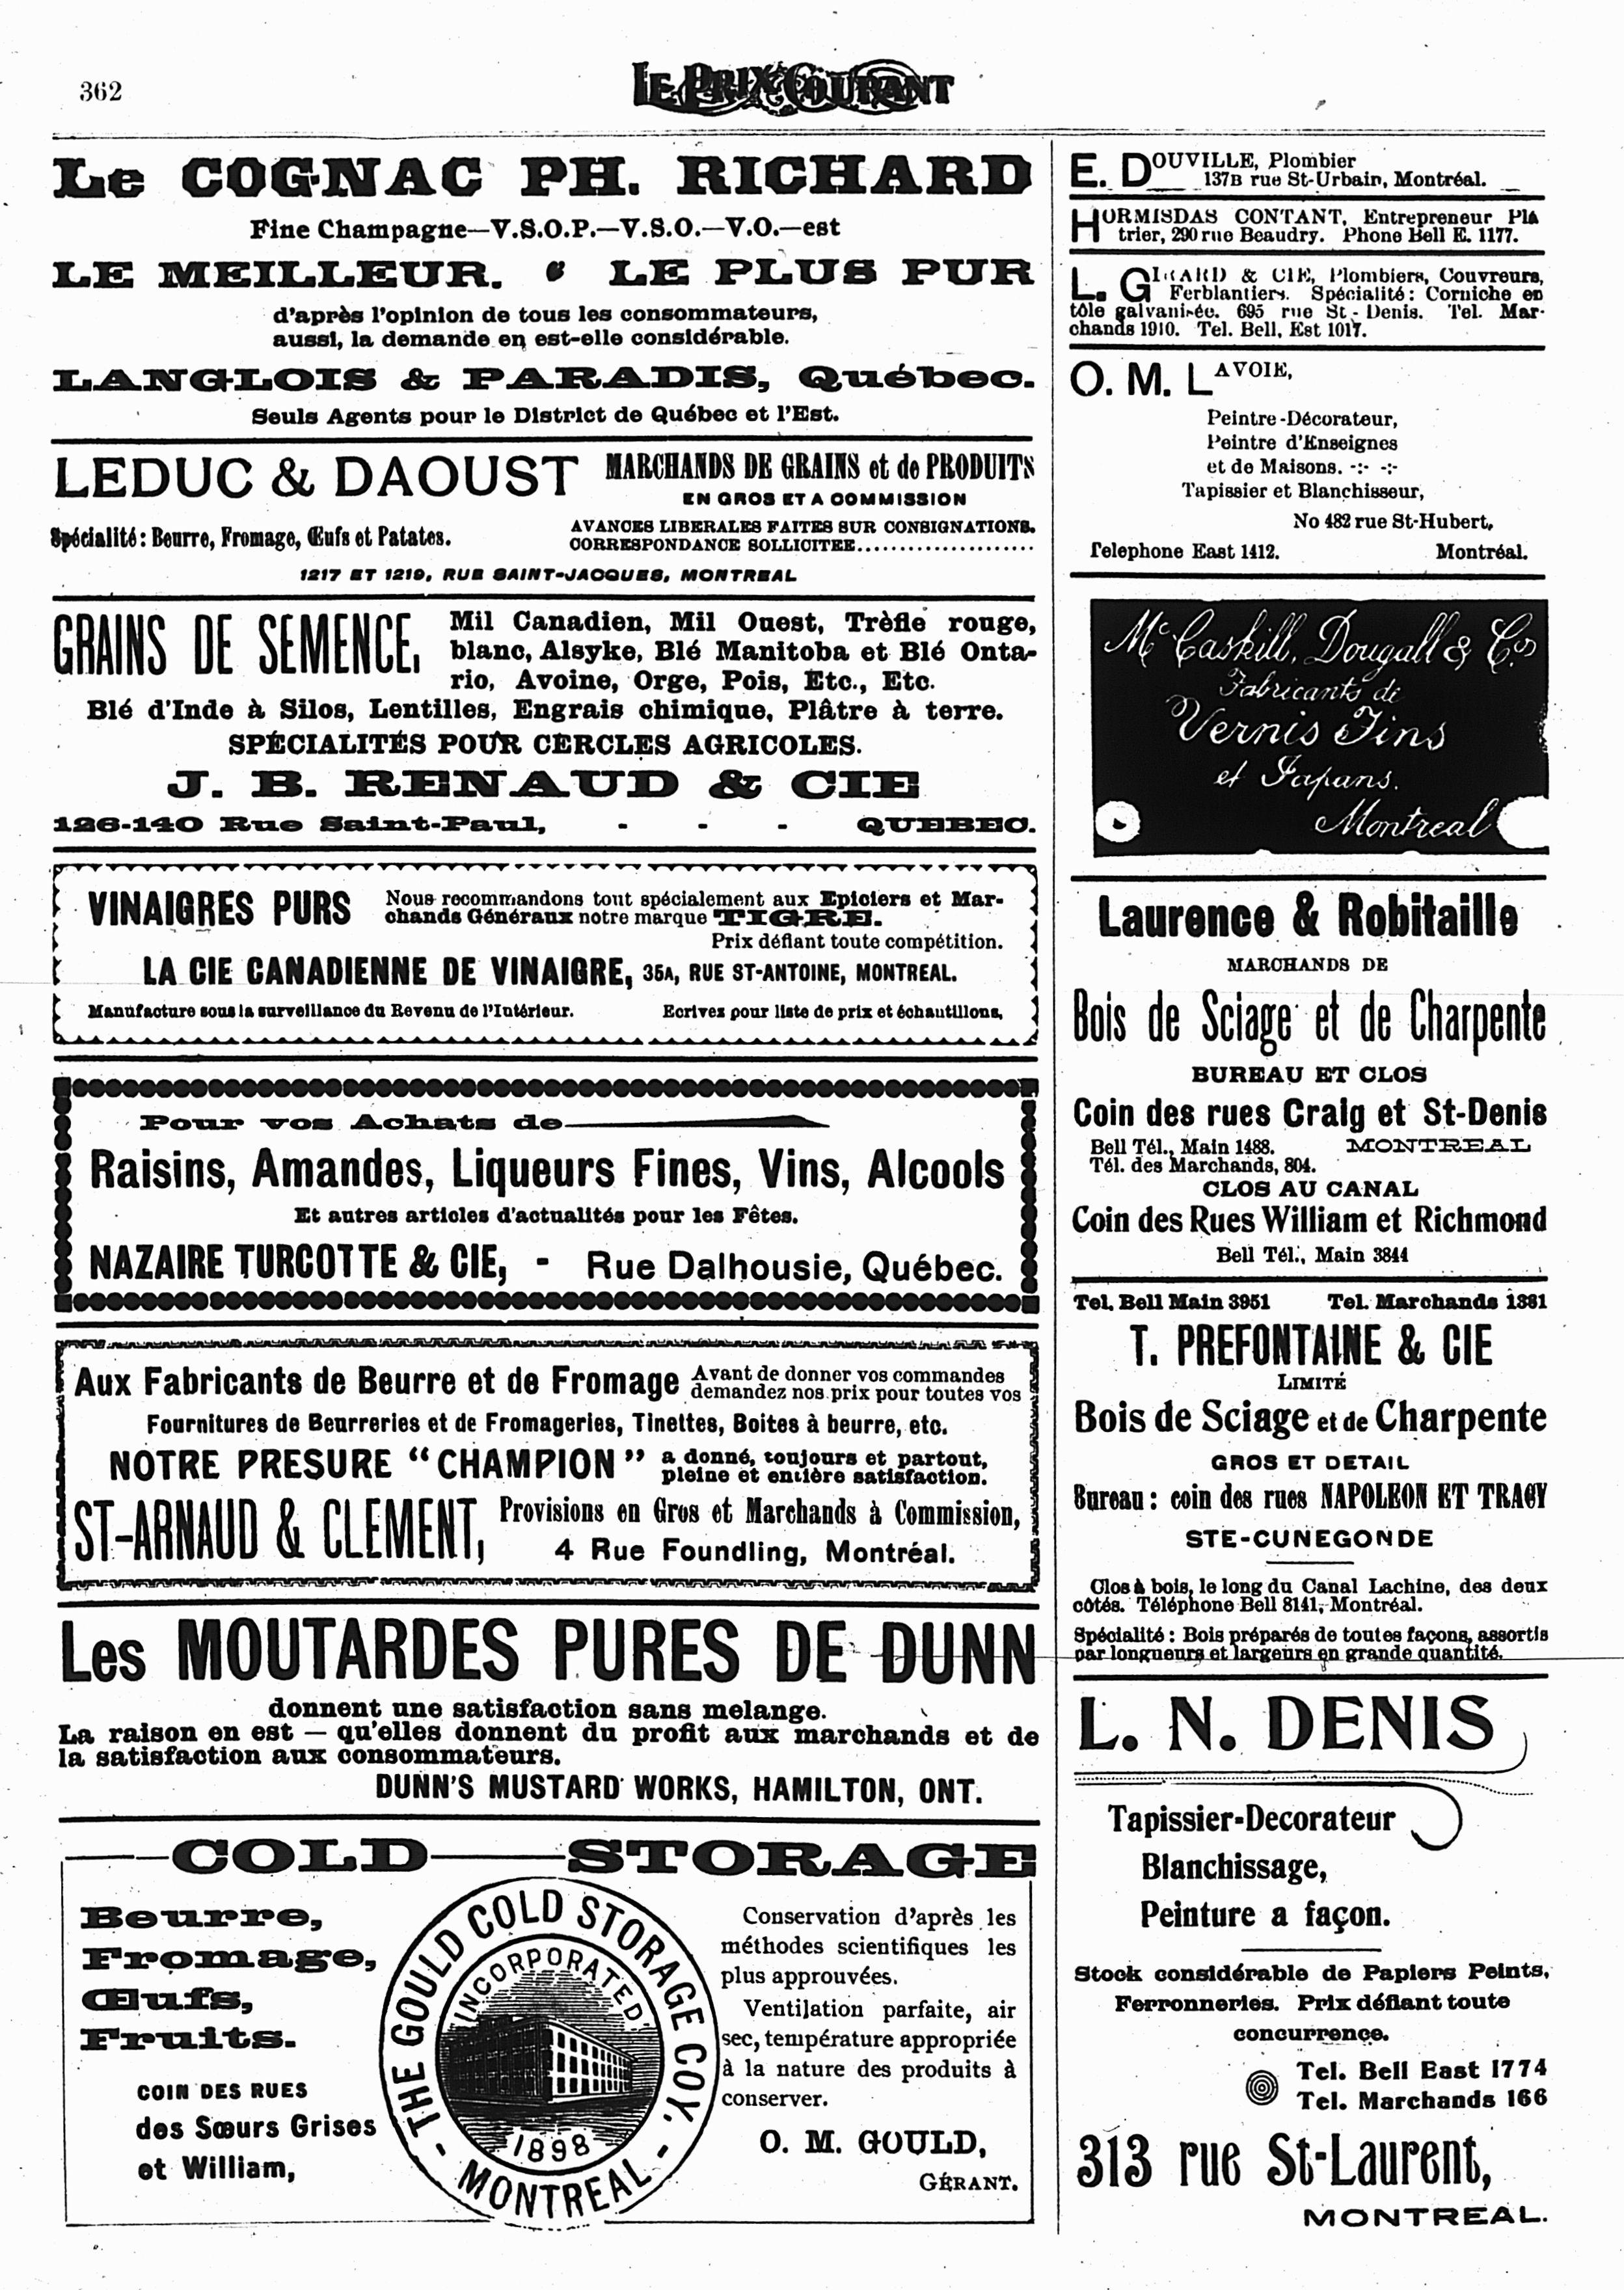 362
LE PRIX COURANT
Le COGNAC PH. RICHARD
Fine Champagne—V.S.O.P.—V.S.O.—V.O.—est
LE MEILLEUR. LE PLUS PUR
d'après l'opinion de tous les consommateurs,
aussi, la demande en est-elle considérable.
LANGLOIS & PARADIS, Québec.
Seuls Agents pour le District de Québec et l'Est.
LEDUC & DAOUST
MARCHANDS DE GRAINS et de PRODUITS
EN GROS ET A COMMISSION
Spécialité: Beurre, Fromage, Œufs et Patates.
AVANCES LIBERALES FAITES SUR CONSIGNATIONS.
CORRESPONDANCE SOLLICITEE....................
1217 ET 1219, RUE SAINT-JACQUES, MONTREAL
GRAINS DE SEMENCE,
Mil Canadien, Mil Ouest, Trèfle rouge,
blanc, Alsyke, Blé Manitoba et Blé Onta-
rio, Avoine, Orge, Pois, Etc., Etc.
Blé d'Inde à Silos, Lentilles, Engrais chimique, Plâtre à terre.
SPÉCIALITÉS POUR CERCLES AGRICOLES.
J. B. RENAUD & CIE
126-140 Rue Saint-Paul, - - - QUEBEC.
VINAIGRES PURS
Nous recommandons tout spécialement aux Epiciers et Mar-
chands Généraux notre marque "TIGRE."
Prix défiant toute compétition.
LA CIE CANADIENNE DE VINAIGRE, 35A, RUE ST-ANTOINE, MONTREAL.
Manufacture sous la surveillance du Revenu de l'Intérieur. Ecrivez pour liste de prix et échantillons,
Pour vos Achats de
Raisins, Amandes, Liqueurs Fines, Vins, Alcools
Et autres articles d'actualités pour les Fêtes.
NAZAIRE TURCOTTE & CIE, - Rue Dalhousie, Québec.
Aux Fabricants de Beurre et de Fromage
Avant de donner vos commandes
demandez nos prix pour toutes vos
Fournitures de Beurreries et de Fromageries, Tinettes, Boites à beurre, etc.
NOTRE PRESURE "CHAMPION"
a donné, toujours et partout,
pleine et entière satisfaction.
ST-ARNAUD & CLEMENT,
Provisions en Gros et Marchands à Commission,
4 Rue Foundling, Montréal.
Les MOUTARDES PURES DE DUNN
donnent une satisfaction sans melange.
La raison en est — qu'elles donnent du profit aux marchands et de
la satisfaction aux consommateurs.
DUNN'S MUSTARD WORKS, HAMILTON, ONT.
COLD STORAGE
Beurre,
Fromage,
Œufs,
Fruits.
COIN DES RUES
des Sœurs Grises
et William,
THE GOULD COLD STORAGE COY.
INCORPORATED
1898
- MONTREAL -
Conservation d'après les
méthodes scientifiques les
plus approuvées.
Ventilation parfaite, air
sec, température appropriée
à la nature des produits à
conserver.
O. M. GOULD,
GÉRANT.
E. DOUVILLE, Plombier
137B rue St-Urbain, Montréal.
HORMISDAS CONTANT, Entrepreneur Plâ
trier, 290 rue Beaudry. Phone Bell E. 1177.
L. GIRARD & CIE, Plombiers, Couvreurs,
Ferblantiers. Spécialité: Corniche en
tôle galvanisée. 695 rue St-Denis. Tel. Mar-
chands 1910. Tel. Bell, Est 1017.
O. M. LAVOIE,
Peintre-Décorateur,
Peintre d'Enseignes
et de Maisons. -:- -:-
Tapissier et Blanchisseur,
No 482 rue St-Hubert,
Telephone East 1412. Montréal.
McCaskill, Dougall & Co
Fabricants de
Vernis Fins
et Japans.
Montreal
Laurence & Robitaille
MARCHANDS DE
Bois de Sciage et de Charpente
BUREAU ET CLOS
Coin des rues Craig et St-Denis
Bell Tél., Main 1488. MONTREAL
Tél. des Marchands, 804.
CLOS AU CANAL
Coin des Rues William et Richmond
Bell Tél., Main 3844
Tel. Bell Main 3951 Tel. Marchands 1381
T. PREFONTAINE & CIE
LIMITÉ
Bois de Sciage et de Charpente
GROS ET DETAIL
Bureau: coin des rues NAPOLEON ET TRACY
STE-CUNEGONDE
Clos à bois, le long du Canal Lachine, des deux
côtés. Téléphone Bell 8141, Montréal.
Spécialité: Bois préparés de toutes façons, assortis
par longueurs et largeurs en grande quantité.
L. N. DENIS
Tapissier-Decorateur
Blanchissage,
Peinture a façon.
Stock considérable de Papiers Peints,
Ferronneries. Prix défiant toute
concurrence.
Tel. Bell East 1774
Tel. Marchands 166
313 rue St-Laurent,
MONTREAL.